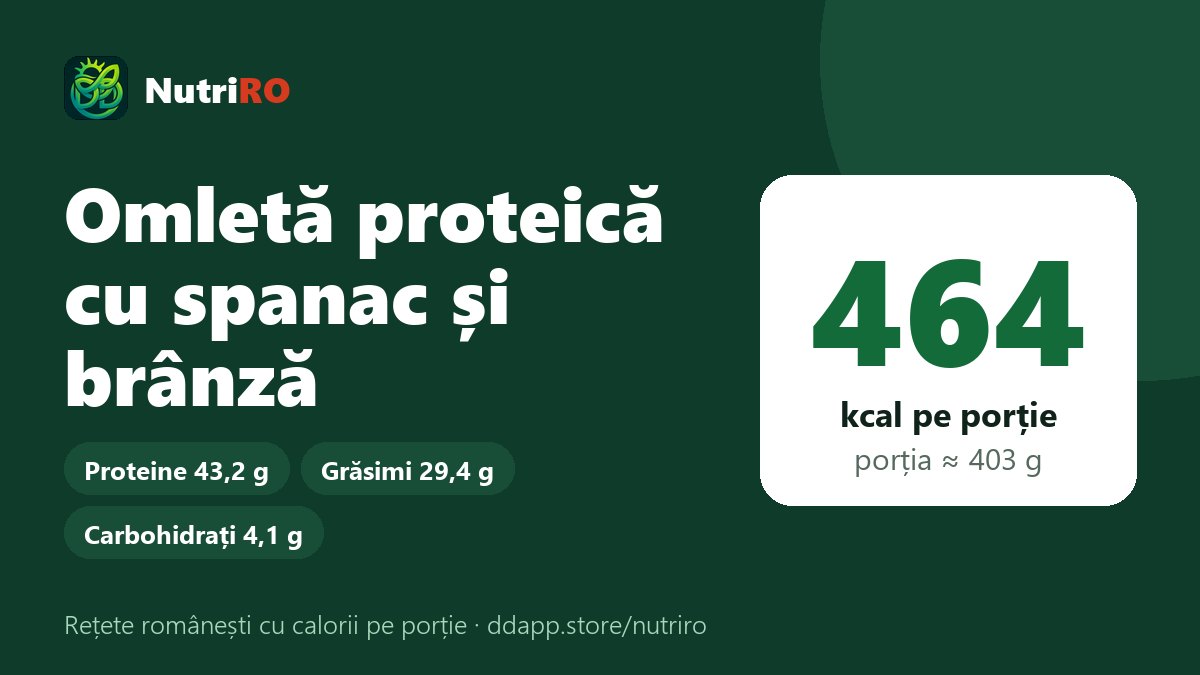 NutriRO
Omletă proteică
cu spanac și
brânză
Proteine 43,2 g
Grăsimi 29,4 g
Carbohidrați 4,1 g
464
kcal pe porție
porția ≈ 403 g
Rețete românești cu calorii pe porție · ddapp.store/nutriro